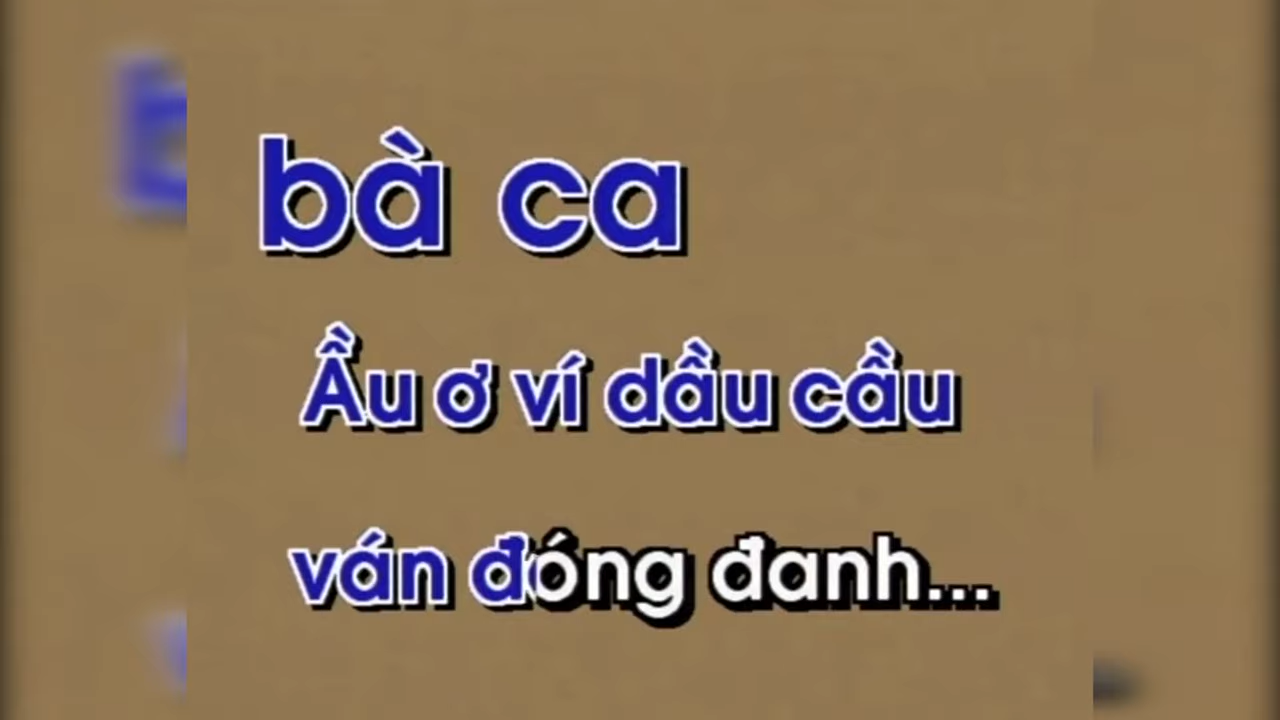 bà ca
Ầu ơ ví dầu cầu
ván đóng đanh...